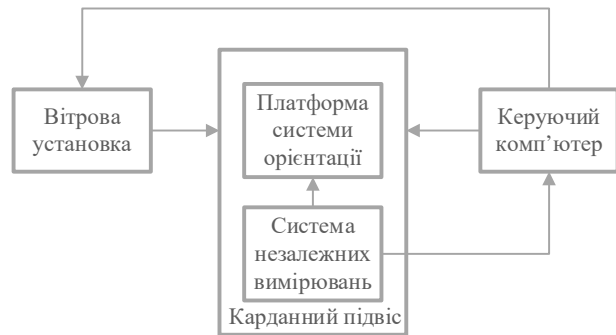 Вітрова
установка
Платформа
системи
орієнтації
Керуючий
комп’ютер
Система
незалежних
вимірювань
Карданний підвіс